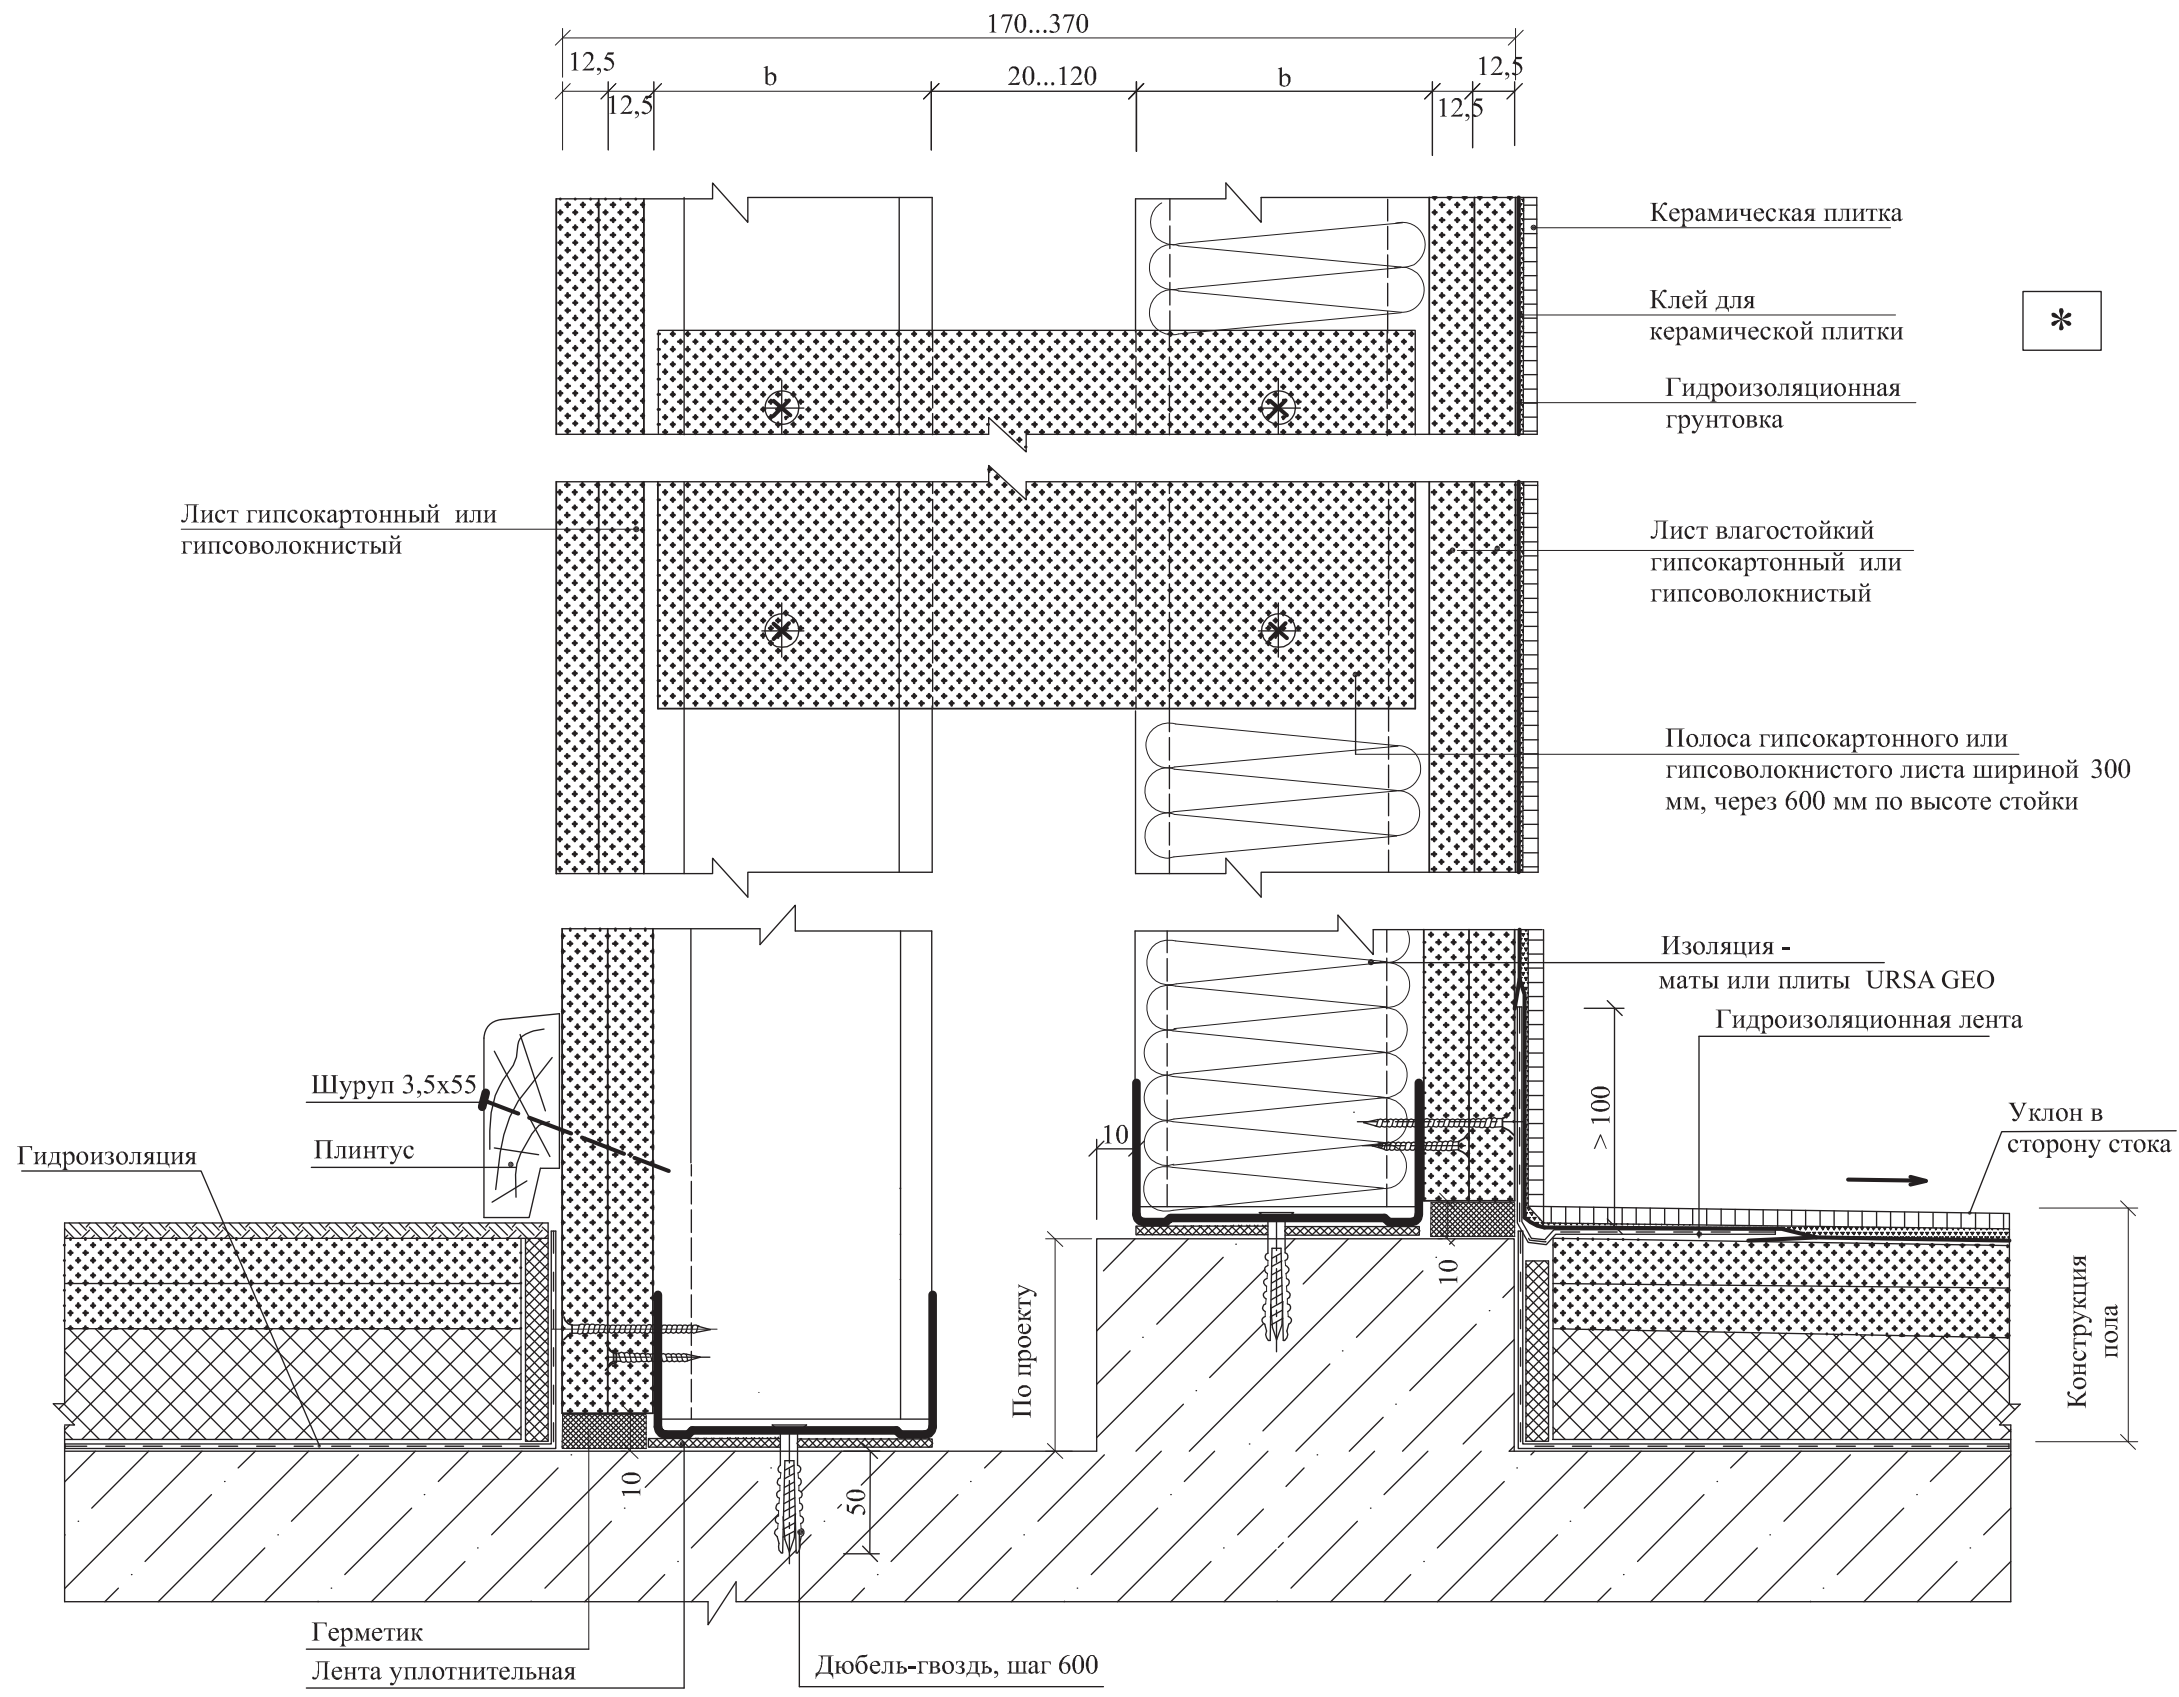 170...370
12,5
b
20...120
b
12,5
12,5
12,5
Керамическая плитка
Клей для
керамической плитки
*
Гидроизоляционная
грунтовка
Лист гипсокартонный или
гипсоволокнистый
Лист влагостойкий
гипсокартонный или
гипсоволокнистый
Полоса гипсокартонного или
гипсоволокнистого листа шириной 300
мм, через 600 мм по высоте стойки
Изоляция -
маты или плиты URSA GEO
Гидроизоляционная лента
Шуруп 3,5х55
Плинтус
Гидроизоляция
10
> 100
Уклон в
сторону стока
По проекту
10
Конструкция
пола
10
50
Герметик
Лента уплотнительная
Дюбель-гвоздь, шаг 600